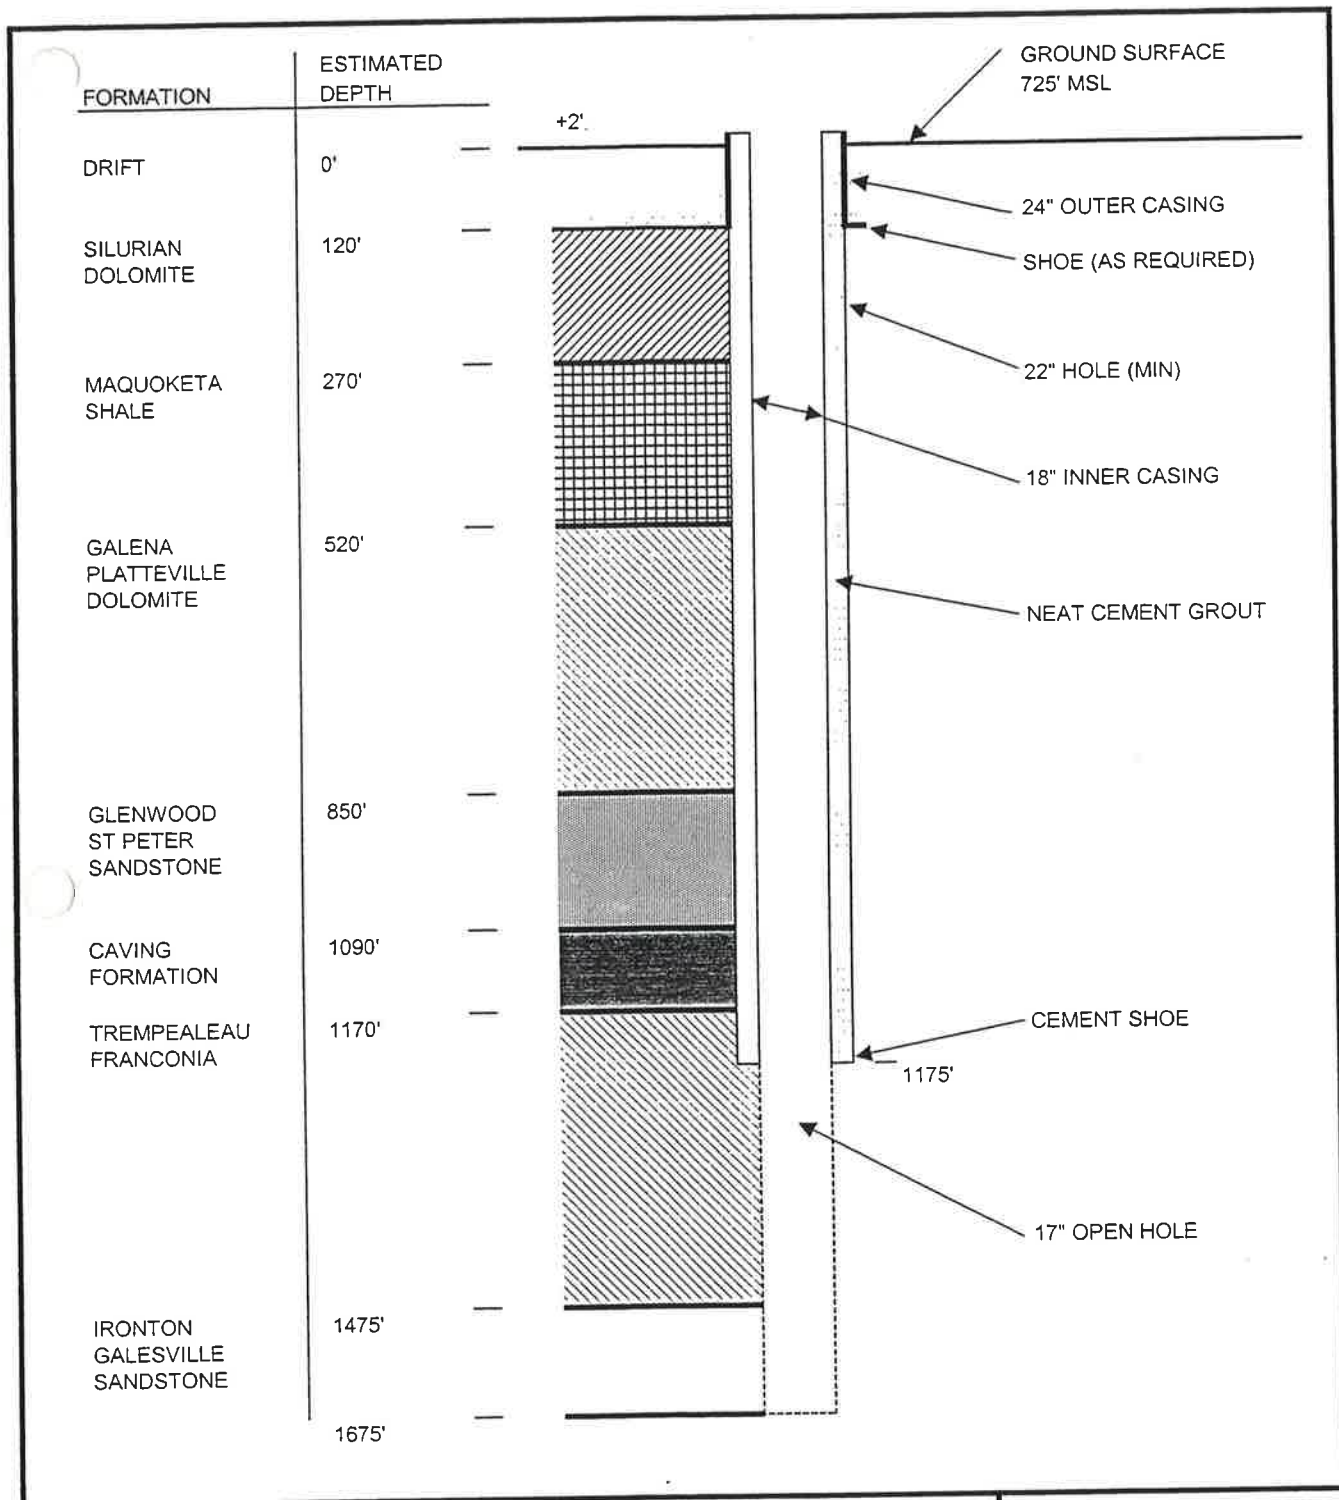 FORMATION
ESTIMATED
DEPTH
DRIFT
0'
SILURIAN
DOLOMITE
120'
MAQUOKETA
SHALE
270'
GALENA
PLATTEVILLE
DOLOMITE
520'
GLENWOOD
ST PETER
SANDSTONE
850'
CAVING
FORMATION
1090'
TREMPEALEAU
FRANCONIA
1170'
IRONTON
GALESVILLE
SANDSTONE
1475'
1675'
+2'
GROUND SURFACE
725' MSL
24" OUTER CASING
SHOE (AS REQUIRED)
22" HOLE (MIN)
18" INNER CASING
NEAT CEMENT GROUT
CEMENT SHOE
1175'
17" OPEN HOLE